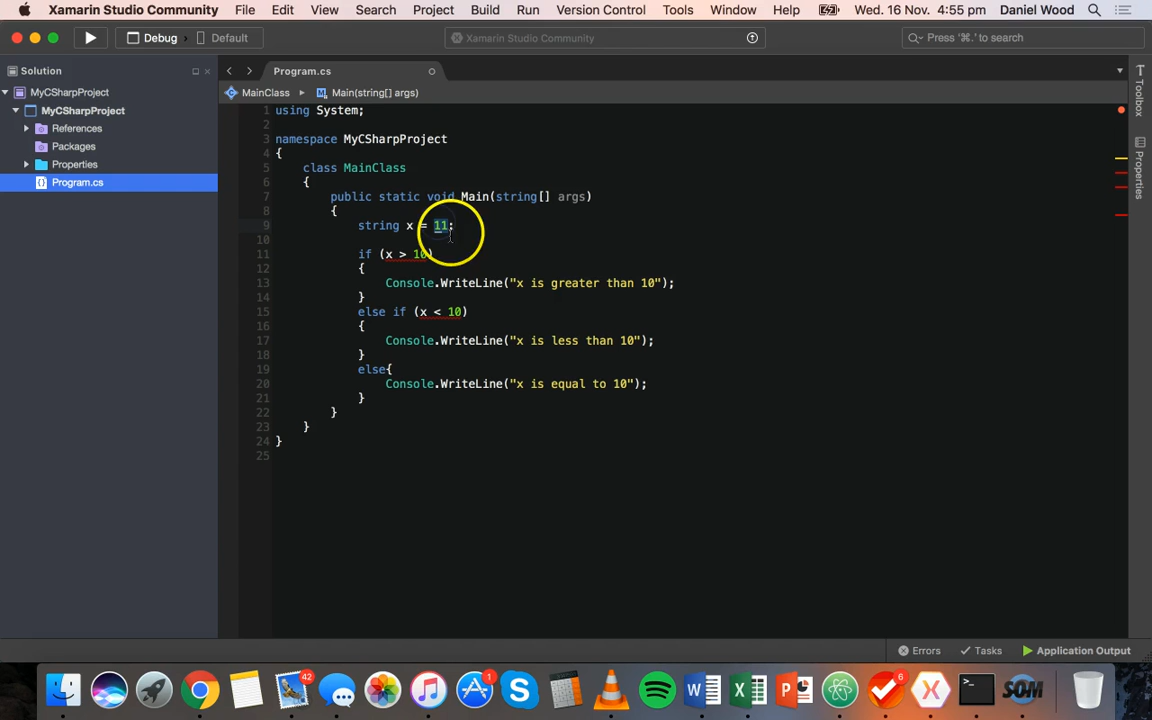 Xamarin Studio Community File Edit View Search Project Build Run Version Control Tools Window Help Wed. 16 Nov. 4:55 pm Daniel Wood
Debug Default Xamarin Studio Community Press '⌘.' to search
Solution
MyCSharpProject
MyCSharpProject
References
Packages
Properties
Program.cs
Program.cs
MainClass Main(string[] args)
1 using System;
2
3 namespace MyCSharpProject
4 {
5 class MainClass
6 {
7 public static void Main(string[] args)
8 {
9 string x = 11;
10
11 if (x > 10)
12 {
13 Console.WriteLine("x is greater than 10");
14 }
15 else if (x < 10)
16 {
17 Console.WriteLine("x is less than 10");
18 }
19 else{
20 Console.WriteLine("x is equal to 10");
21 }
22 }
23 }
24 }
25
Toolbox
Properties
Errors Tasks Application Output
42 1 6
SOM